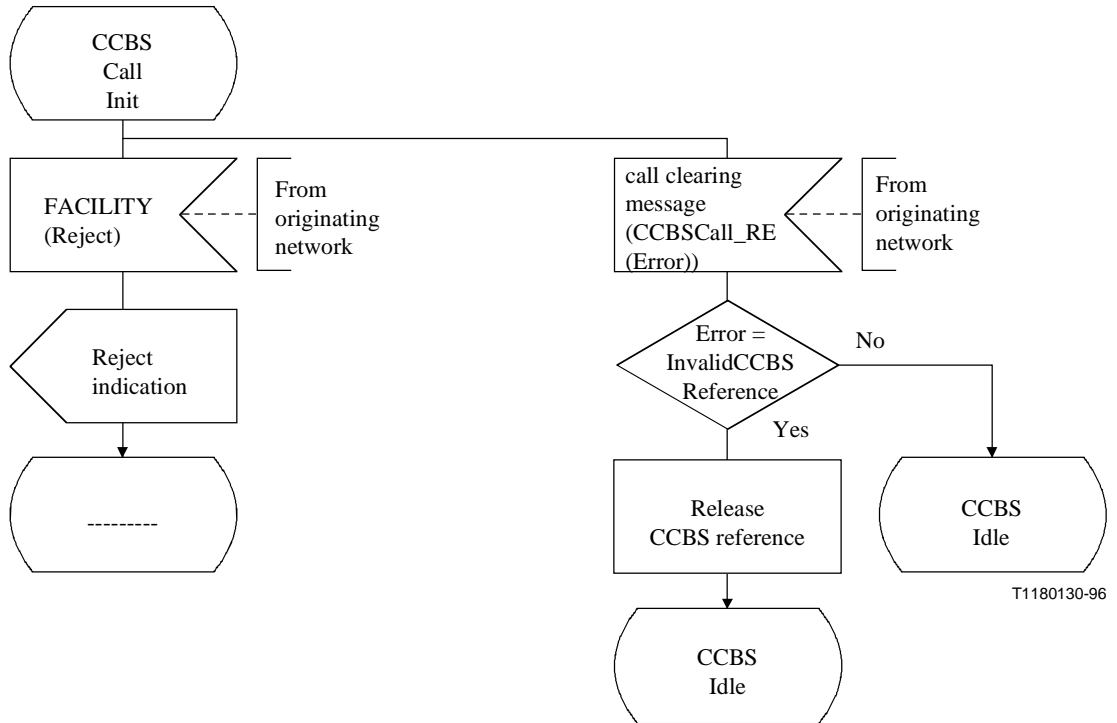 CCBS
Call
Init
FACILITY
(Reject)
From
originating
network
call clearing
message
(CCBSCall_RE
(Error))
From
originating
network
Reject
indication
Error =
InvalidCCBS
Reference
No
Yes
---------
Release
CCBS reference
CCBS
Idle
T1180130-96
CCBS
Idle